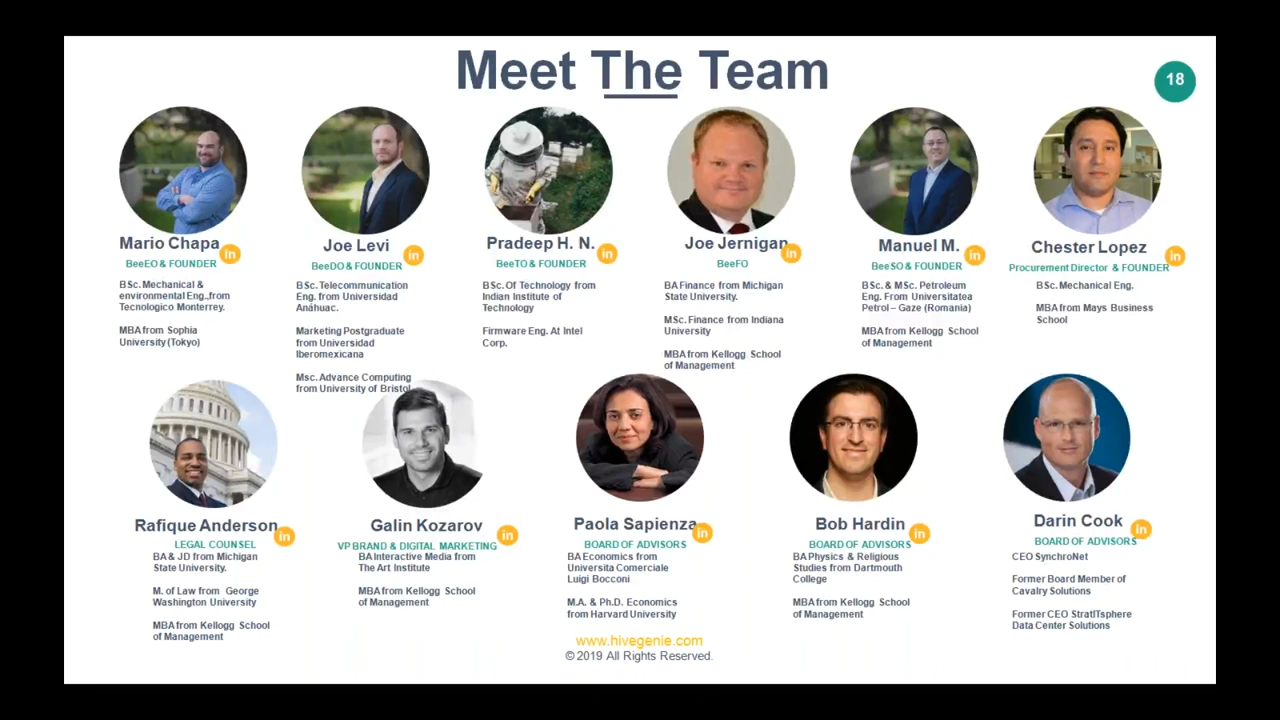 Meet The Team
18
Mario Chapa
in
BeeEO & FOUNDER
BSc. Mechanical &
environmental Eng.,from
Tecnologico Monterrey.
MBA from Sophia
University (Tokyo)
Joe Levi
in
BeeDO & FOUNDER
BSc. Telecommunication
Eng. from Universidad
Anáhuac.
Marketing Postgraduate
from Universidad
Iberomexicana
Msc. Advance Computing
from University of Bristol
Pradeep H. N.
in
BeeTO & FOUNDER
BSc. Of Technology from
Indian Institute of
Technology
Firmware Eng. At Intel
Corp.
Joe Jernigan
in
BeeFO
BA Finance from Michigan
State University.
MSc. Finance from Indiana
University
MBA from Kellogg School
of Management
Manuel M.
in
BeeSO & FOUNDER
BSc. & MSc. Petroleum
Eng. From Universitatea
Petrol – Gaze (Romania)
MBA from Kellogg School
of Management
Chester Lopez
in
Procurement Director & FOUNDER
BSc. Mechanical Eng.
MBA from Mays Business
School
Rafique Anderson
in
LEGAL COUNSEL
BA & JD from Michigan
State University.
M. of Law from George
Washington University
MBA from Kellogg School
of Management
Galin Kozarov
in
VP BRAND & DIGITAL MARKETING
BA Interactive Media from
The Art Institute
MBA from Kellogg School
of Management
Paola Sapienza
in
BOARD OF ADVISORS
BA Economics from
Universita Comerciale
Luigi Bocconi
M.A. & Ph.D. Economics
from Harvard University
Bob Hardin
in
BOARD OF ADVISORS
BA Physics & Religious
Studies from Dartmouth
College
MBA from Kellogg School
of Management
Darin Cook
in
BOARD OF ADVISORS
CEO SynchroNet
Former Board Member of
Cavalry Solutions
Former CEO StratITsphere
Data Center Solutions
www.hivegenie.com
© 2019 All Rights Reserved.